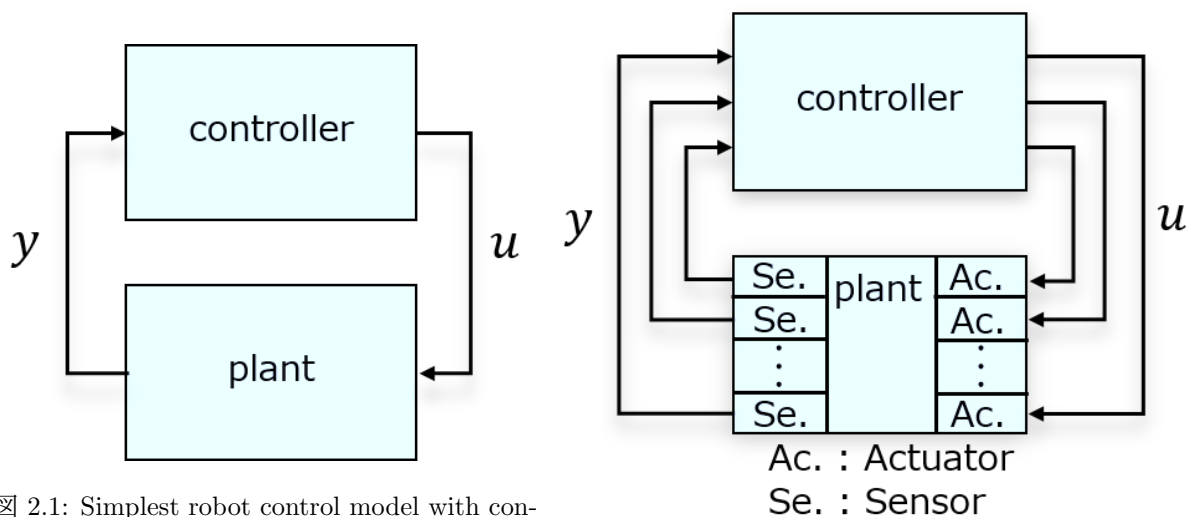 controller
y
u
plant
図 2.1: Simplest robot control model with con-
controller
y
u
Se.
plant
Ac.
Se.
Ac.
⋮
⋮
Se.
Ac.
Ac. : Actuator
Se. : Sensor